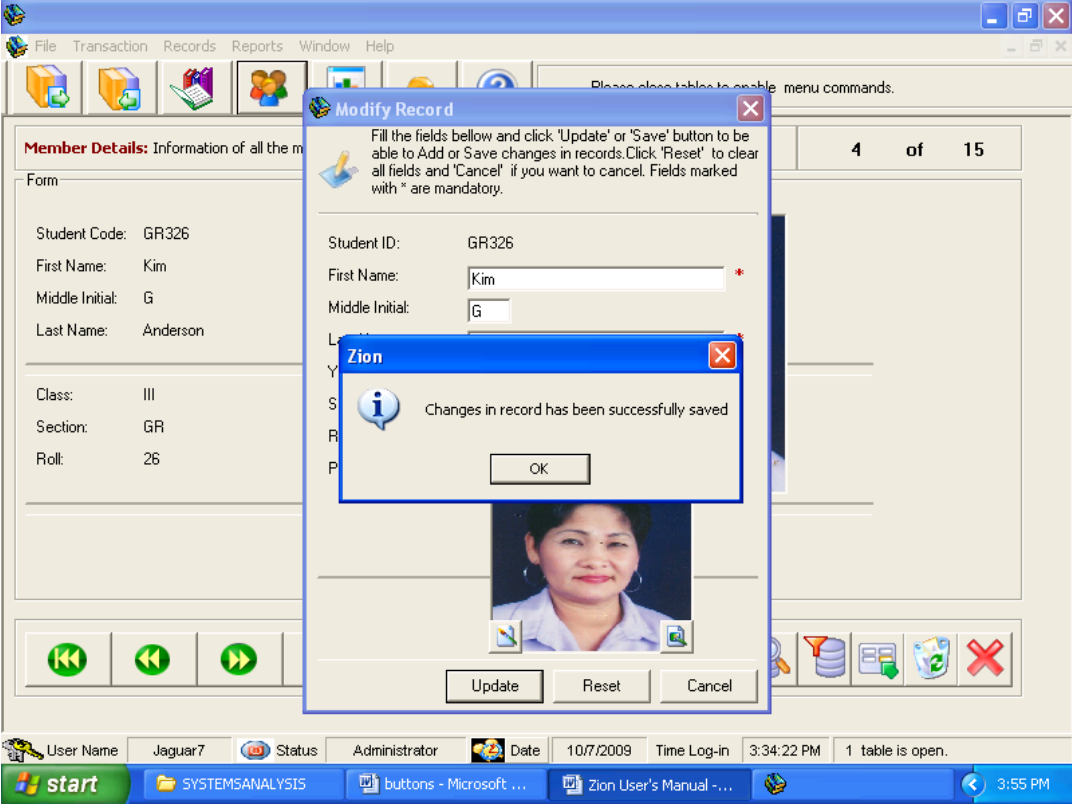 File Transaction Records Reports Window Help
Please close tables to enable menu commands.
Member Details: Information of all the m
4 of 15
Form
Student Code: GR326
First Name: Kim
Middle Initial: G
Last Name: Anderson
Class: III
Section: GR
Roll: 26
Modify Record
Fill the fields bellow and click 'Update' or 'Save' button to be
able to Add or Save changes in records.Click 'Reset' to clear
all fields and 'Cancel' if you want to cancel. Fields marked
with * are mandatory.
Student ID: GR326
First Name: Kim *
Middle Initial: G
Y
S
R
P
Zion
Changes in record has been successfully saved
OK
Update Reset Cancel
User Name Jaguar7 Status Administrator Date 10/7/2009 Time Log-in 3:34:22 PM 1 table is open.
start SYSTEMSANALYSIS buttons - Microsoft ... Zion User's Manual -... 3:55 PM